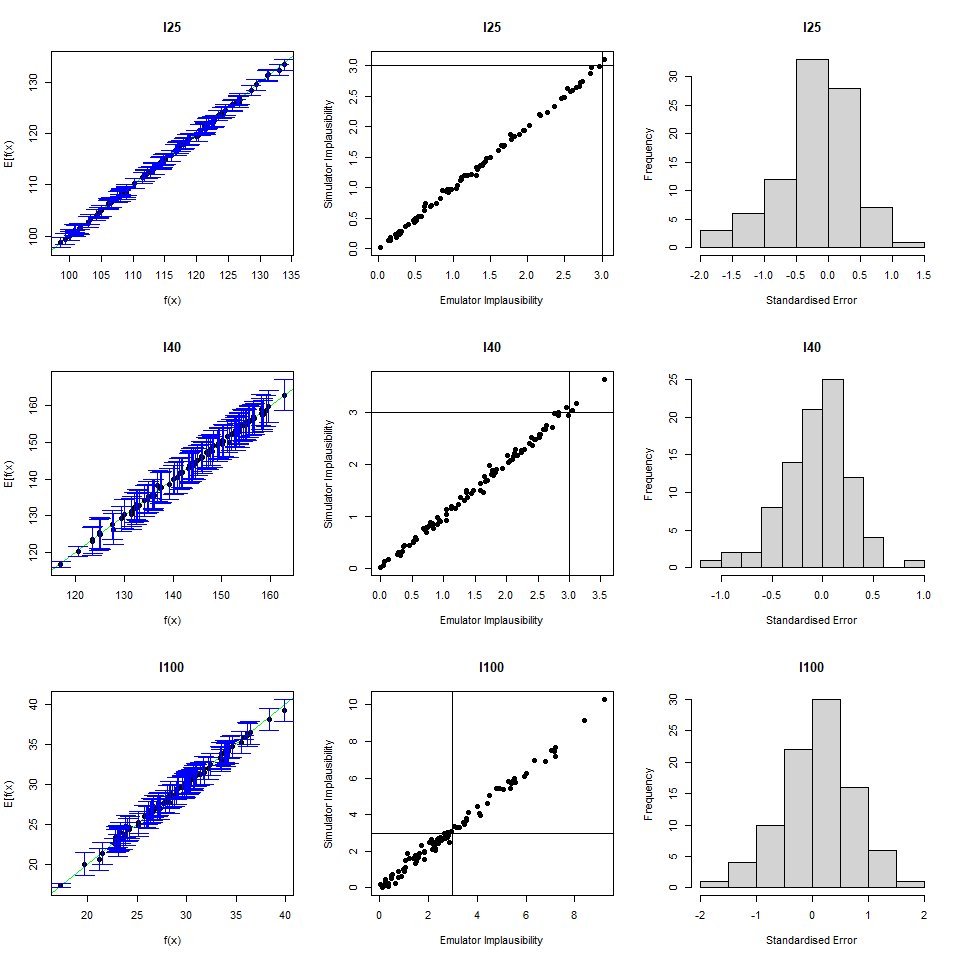 I25
E[f(x)
100 110 120 130
100 105 110 115 120 125 130 135
f(x)
I25
Simulator Implausibility
0.0 0.5 1.0 1.5 2.0 2.5 3.0
0.0 0.5 1.0 1.5 2.0 2.5 3.0
Emulator Implausibility
I25
Frequency
0 5 10 15 20 25 30
-2.0 -1.5 -1.0 -0.5 0.0 0.5 1.0 1.5
Standardised Error
I40
E[f(x)
120 130 140 150 160
120 130 140 150 160
f(x)
I40
Simulator Implausibility
0 1 2 3
0.0 0.5 1.0 1.5 2.0 2.5 3.0 3.5
Emulator Implausibility
I40
Frequency
0 5 10 15 20 25
-1.0 -0.5 0.0 0.5 1.0
Standardised Error
I100
E[f(x)
20 25 30 35 40
20 25 30 35 40
f(x)
I100
Simulator Implausibility
0 2 4 6 8 10
0 2 4 6 8
Emulator Implausibility
I100
Frequency
0 5 10 15 20 25 30
-2 -1 0 1 2
Standardised Error